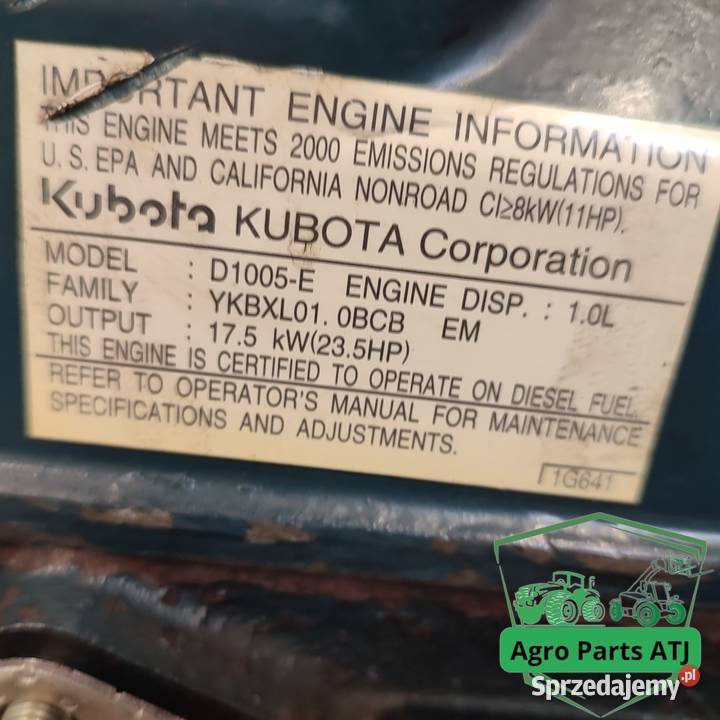 IMPORTANT ENGINE INFORMATION
THIS ENGINE MEETS 2000 EMISSIONS REGULATIONS FOR
U.S. EPA AND CALIFORNIA NONROAD CI≥8kW(11HP).
Kubota KUBOTA Corporation
MODEL : D1005-E ENGINE DISP. : 1.0L
FAMILY : YKBXL01.0BCB EM
OUTPUT : 17.5 kW(23.5HP)
THIS ENGINE IS CERTIFIED TO OPERATE ON DIESEL FUEL.
REFER TO OPERATOR'S MANUAL FOR MAINTENANCE
SPECIFICATIONS AND ADJUSTMENTS.
1G641
Agro Parts ATJ
Sprzedajemy.pl